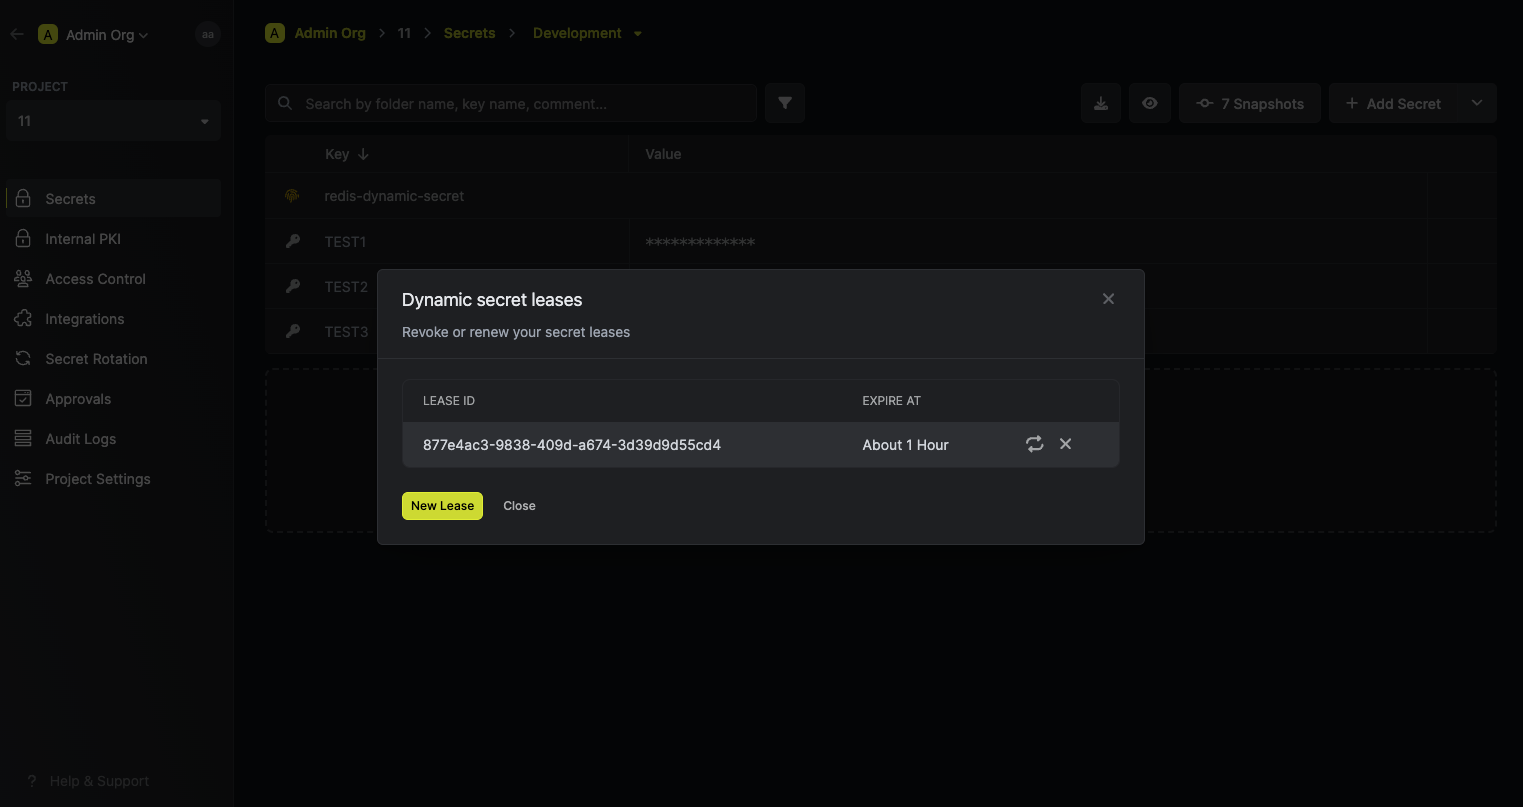 A Admin Org aa
PROJECT
11
Secrets
Internal PKI
Access Control
Integrations
Secret Rotation
Approvals
Audit Logs
Project Settings
? Help & Support
A Admin Org > 11 > Secrets > Development
Search by folder name, key name, comment...
7 Snapshots
+ Add Secret
Key ↓ Value
redis-dynamic-secret
TEST1 *************
TEST2
TEST3
Dynamic secret leases
Revoke or renew your secret leases
LEASE ID EXPIRE AT
877e4ac3-9838-409d-a674-3d39d9d55cd4 About 1 Hour
New Lease Close